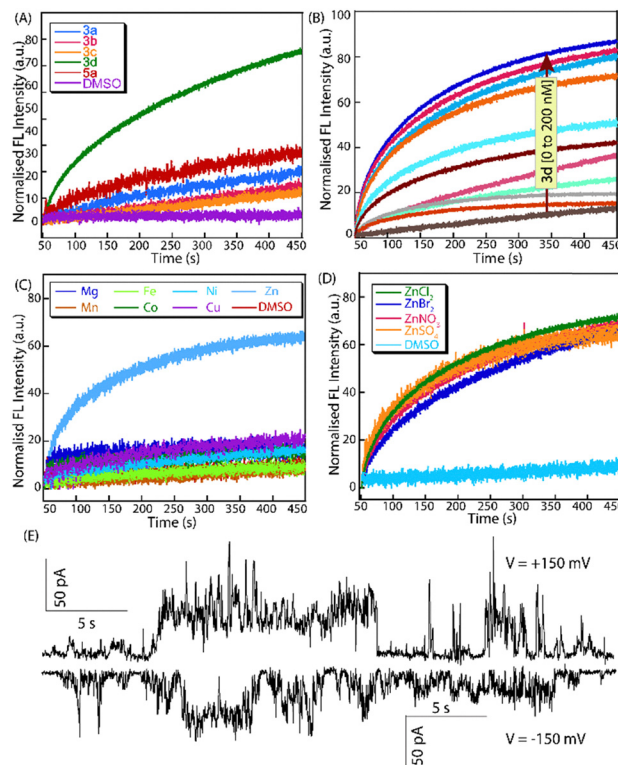 (A)
3a
3b
3c
3d
5a
DMSO
Normalised FL Intensity (a.u.)
80
70
60
50
40
30
20
10
0
50 100 150 200 250 300 350 400 450
Time (s)
(B)
3d [0 to 200 nM]
Normalised FL Intensity (a.u.)
80
60
40
20
0
50 100 150 200 250 300 350 400 450
Time (s)
(C)
Mg Fe Ni Zn
Mn Co Cu DMSO
Normalised FL Intensity (a.u.)
80
60
40
20
0
50 100 150 200 250 300 350 400 450
Time (s)
(D)
ZnCl2
ZnBr2
ZnNO3
ZnSO4
DMSO
Normalised FL Intensity (a.u.)
80
60
40
20
0
50 100 150 200 250 300 350 400 450
Time (s)
(E)
50 pA
5 s
V = +150 mV
5 s
50 pA
V = -150 mV